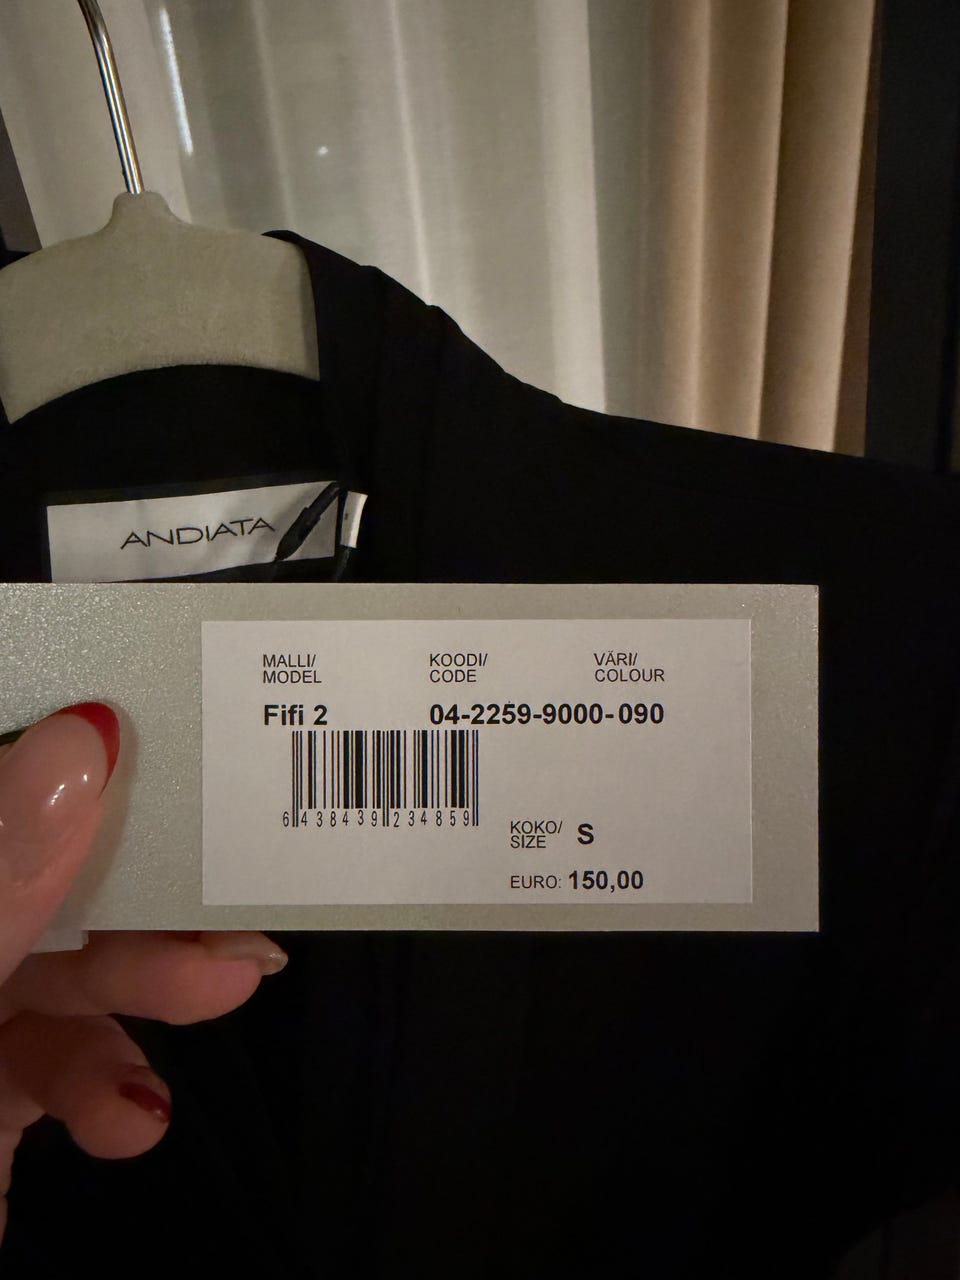 ANDIATA
MALLI/ KOODI/ VÄRI/
MODEL CODE COLOUR
Fifi 2 04-2259-9000-090
6 438439 234859
KOKO/
SIZE S
EURO: 150,00